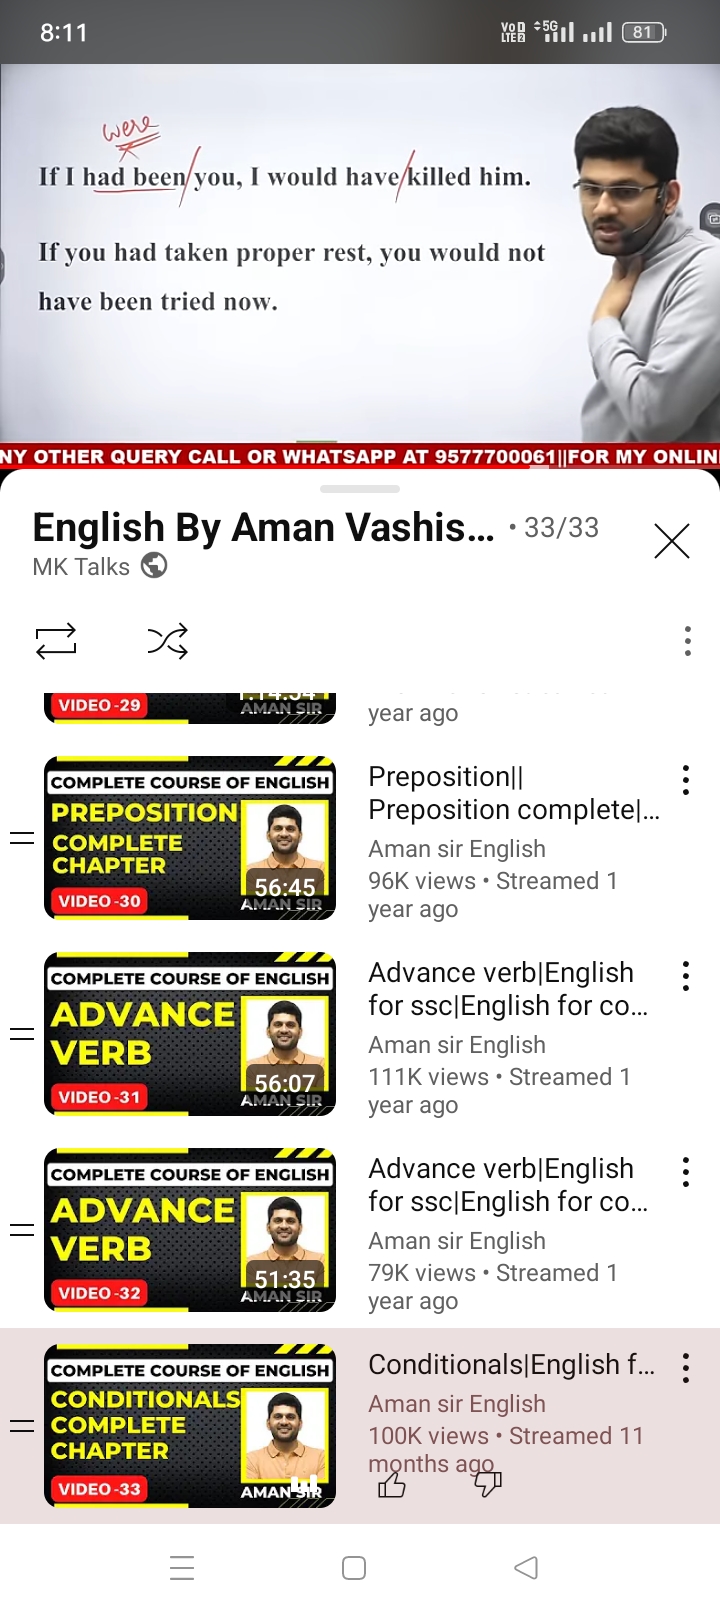 8:11
VoD LTE2 5G 81
were
If I had been/you, I would have/killed him.
If you had taken proper rest, you would not
have been tried now.
NY OTHER QUERY CALL OR WHATSAPP AT 9577700061||FOR MY ONLIN
English By Aman Vashis... • 33/33
MK Talks
VIDEO-29
1:14:54
AMAN SIR
year ago
COMPLETE COURSE OF ENGLISH
PREPOSITION
COMPLETE
CHAPTER
56:45
VIDEO-30
AMAN SIR
Preposition||
Preposition complete|...
Aman sir English
96K views • Streamed 1
year ago
COMPLETE COURSE OF ENGLISH
ADVANCE
VERB
56:07
VIDEO-31
AMAN SIR
Advance verb|English
for ssc|English for co...
Aman sir English
111K views • Streamed 1
year ago
COMPLETE COURSE OF ENGLISH
ADVANCE
VERB
51:35
VIDEO-32
AMAN SIR
Advance verb|English
for ssc|English for co...
Aman sir English
79K views • Streamed 1
year ago
COMPLETE COURSE OF ENGLISH
CONDITIONALS
COMPLETE
CHAPTER
VIDEO-33
AMAN SIR
Conditionals|English f...
Aman sir English
100K views • Streamed 11
months ago